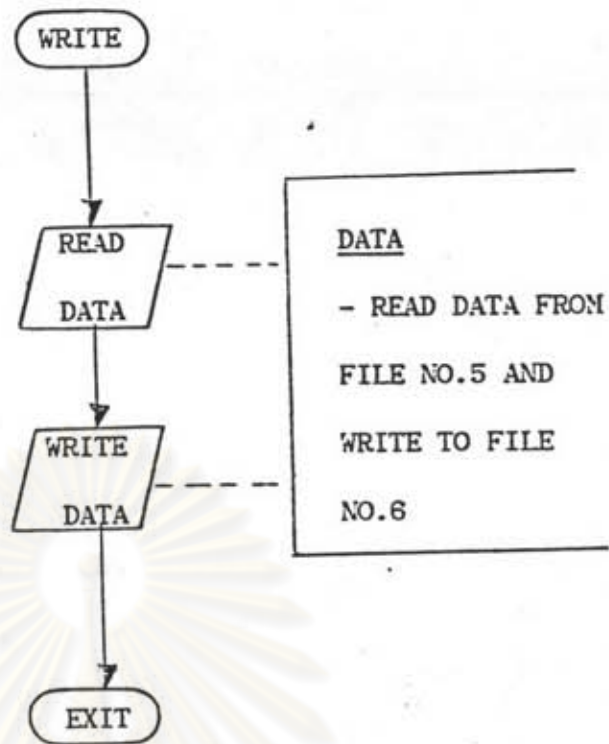 WRITE
READ
DATA
WRITE
DATA
EXIT
DATA
- READ DATA FROM
FILE NO.5 AND
WRITE TO FILE
NO.6